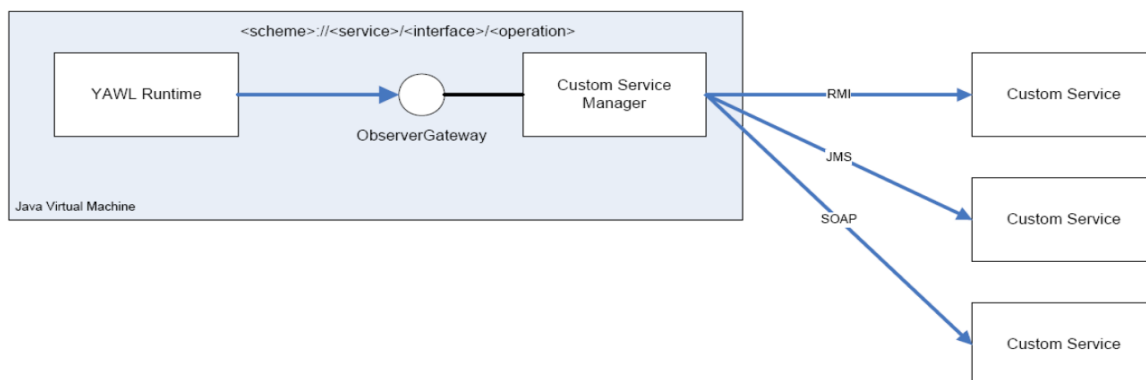 <scheme>://<service>/<interface>/<operation>
YAWL Runtime
ObserverGateway
Custom Service
Manager
Java Virtual Machine
RMI
JMS
SOAP
Custom Service
Custom Service
Custom Service